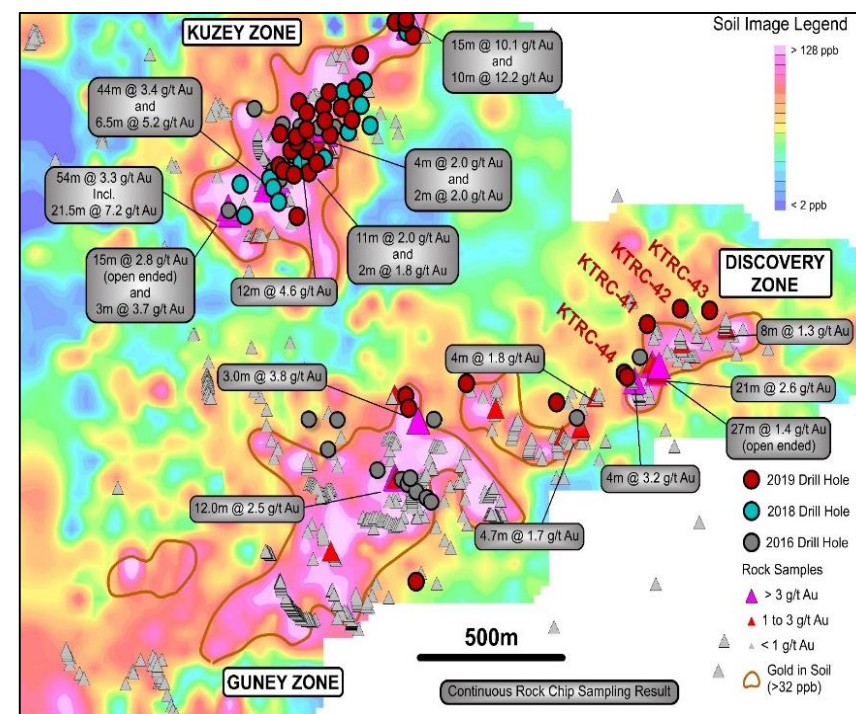 KUZEY ZONE
15m @ 10.1 g/t Au
and
10m @ 12.2 g/t Au
Soil Image Legend
> 128 ppb
< 2 ppb
44m @ 3.4 g/t Au
and
6.5m @ 5.2 g/t Au
54m @ 3.3 g/t Au
Incl.
21.5m @ 7.2 g/t Au
4m @ 2.0 g/t Au
and
2m @ 2.0 g/t Au
15m @ 2.8 g/t Au
(open ended)
and
3m @ 3.7 g/t Au
12m @ 4.6 g/t Au
11m @ 2.0 g/t Au
and
2m @ 1.8 g/t Au
KTRC-44
KTRC-41
KTRC-42
KTRC-43
DISCOVERY
ZONE
8m @ 1.3 g/t Au
4m @ 1.8 g/t Au
3.0m @ 3.8 g/t Au
21m @ 2.6 g/t Au
27m @ 1.4 g/t Au
(open ended)
4m @ 3.2 g/t Au
12.0m @ 2.5 g/t Au
4.7m @ 1.7 g/t Au
2019 Drill Hole
2018 Drill Hole
2016 Drill Hole
Rock Samples
> 3 g/t Au
1 to 3 g/t Au
< 1 g/t Au
Gold in Soil
(>32 ppb)
500m
GUNEY ZONE
Continuous Rock Chip Sampling Result